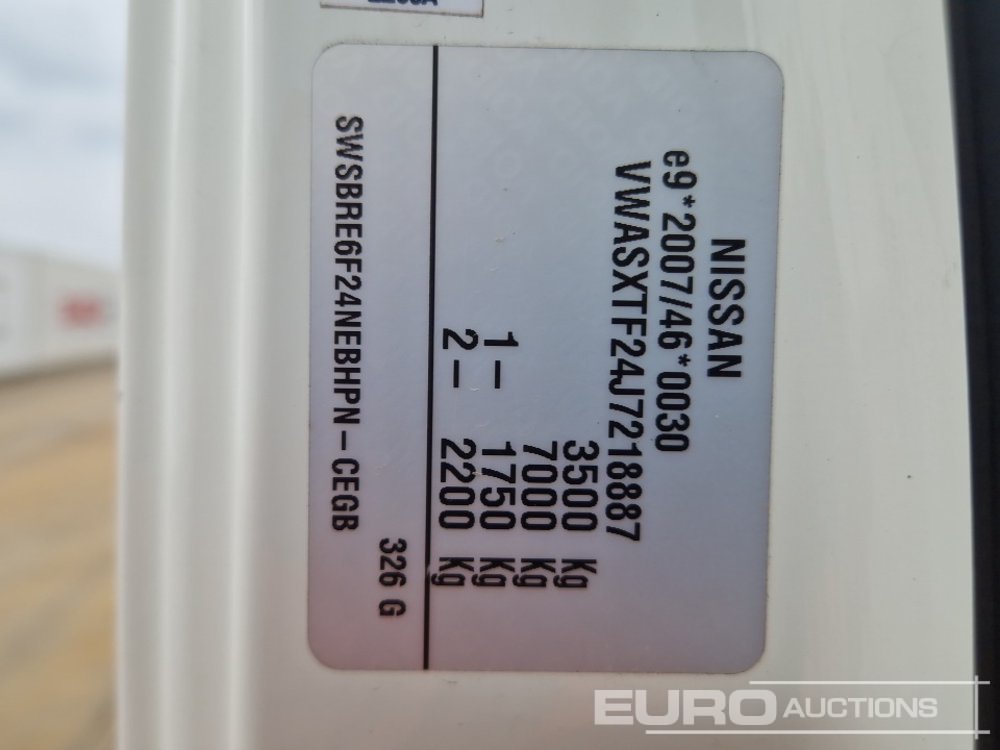 NISSAN
e9*2007/46*0030
VWASXTF24J7218887
3500 Kg
7000 Kg
1- 1750 Kg
2- 2200 Kg
326 G
SWSBRE6F24NEBHPN-CEGB
EURO AUCTIONS